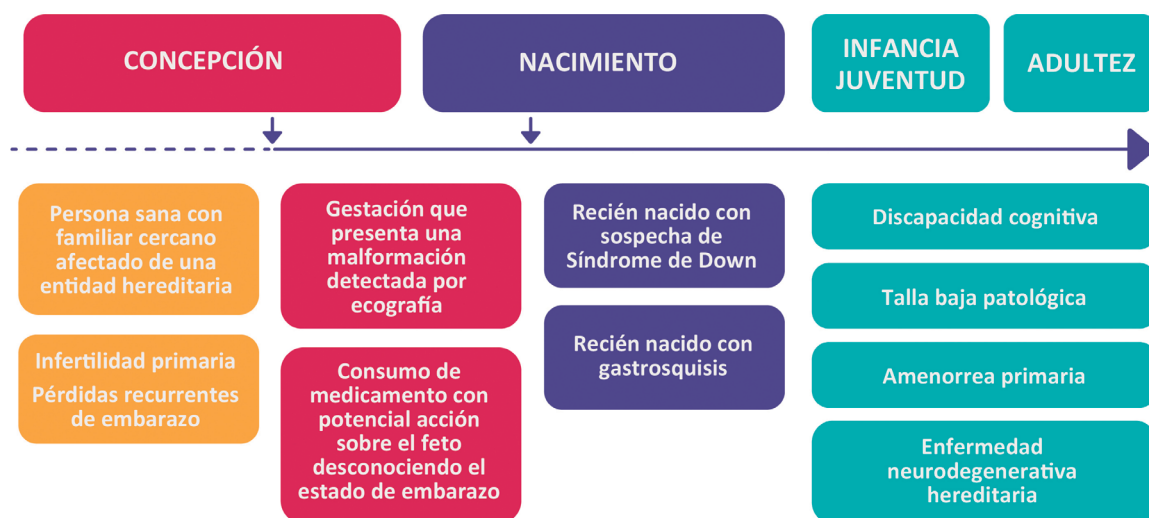 CONCEPCIÓN
NACIMIENTO
INFANCIA
JUVENTUD
ADULTEZ
Persona sana con
familiar cercano
afectado de una
entidad hereditaria
Infertilidad primaria
Pérdidas recurrentes
de embarazo
Gestación que
presenta una
malformación
detectada por
ecografía
Consumo de
medicamento con
potencial acción
sobre el feto
desconociendo el
estado de embarazo
Recién nacido con
sospecha de
Síndrome de Down
Recién nacido con
gastrosquisis
Discapacidad cognitiva
Talla baja patológica
Amenorrea primaria
Enfermedad
neurodegenerativa
hereditaria